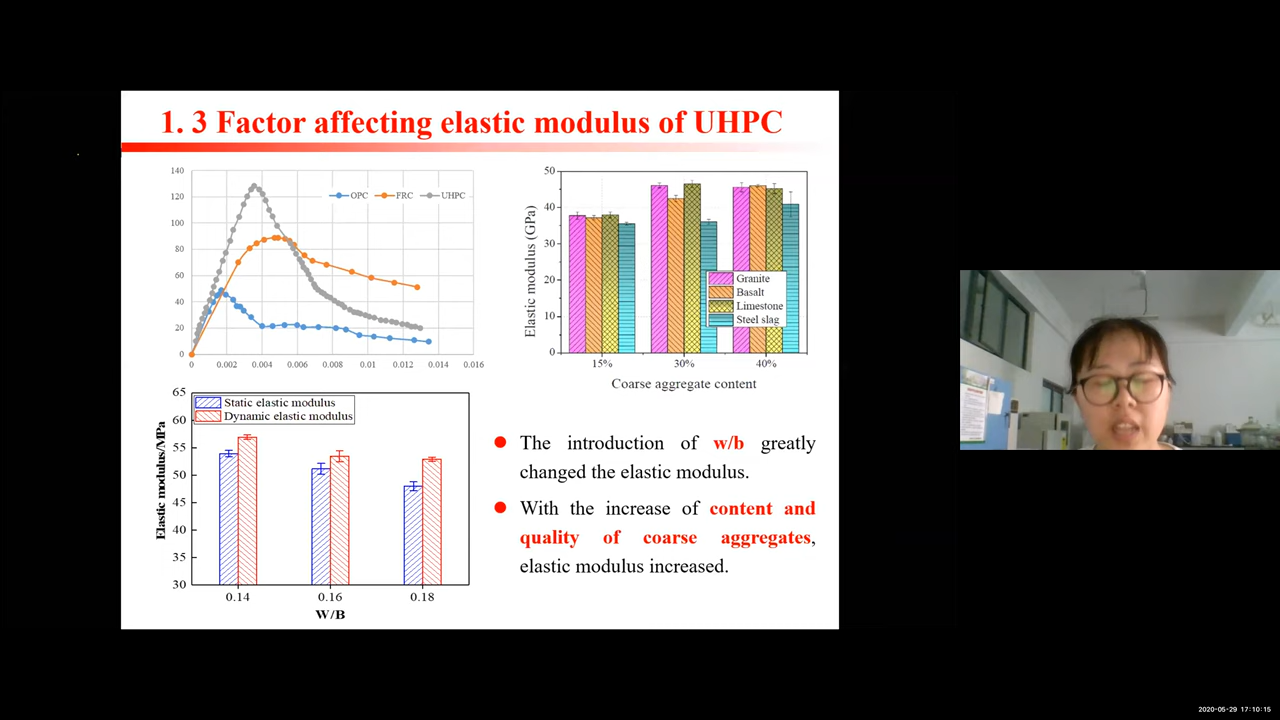 1. 3 Factor affecting elastic modulus of UHPC
140
120
100
80
60
40
20
0
OPC FRC UHPC
0 0.002 0.004 0.006 0.008 0.01 0.012 0.014 0.016
50
40
30
20
10
0
Elastic modulus (GPa)
Granite
Basalt
Limestone
Steel slag
15% 30% 40%
Coarse aggregate content
65
60
55
50
45
40
35
30
Elastic modulus/MPa
Static elastic modulus
Dynamic elastic modulus
0.14 0.16 0.18
W/B
The introduction of w/b greatly
changed the elastic modulus.
With the increase of content and
quality of coarse aggregates,
elastic modulus increased.
2020-05-29 17:10:15